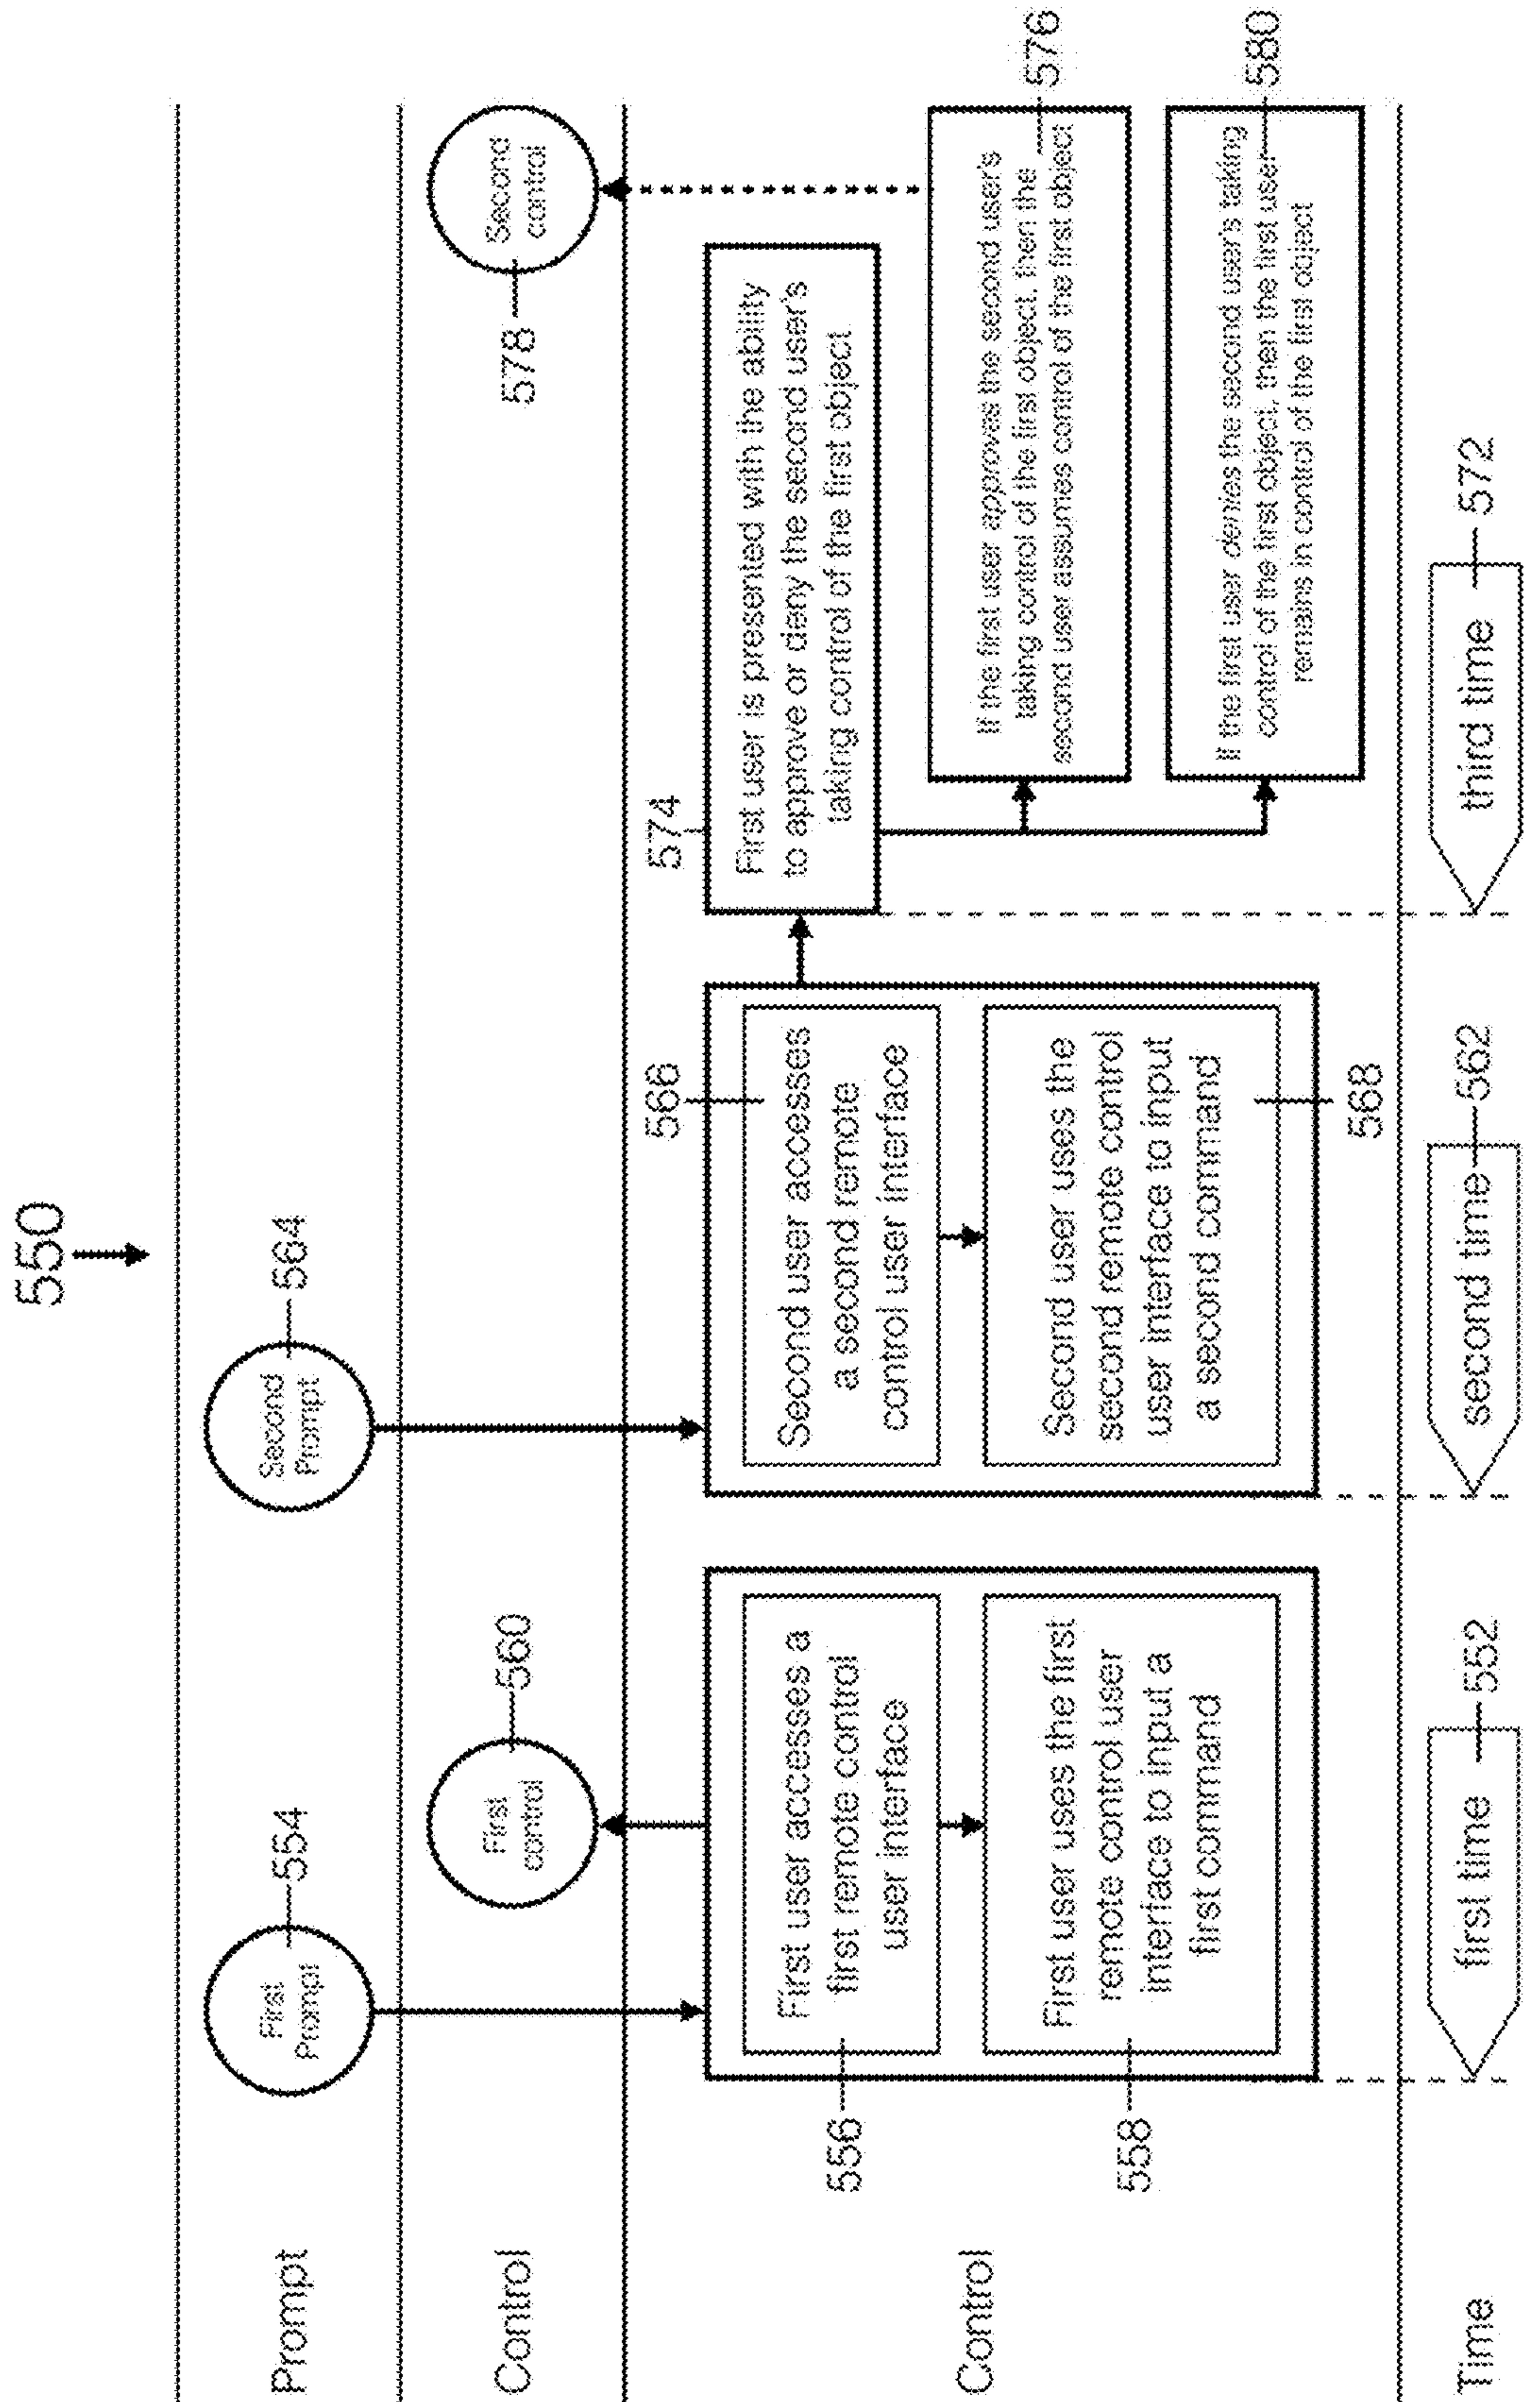 550
Prompt
First
Prompt
554
Second
Prompt
564
Control
First
control
560
578
Second
control
Control
556
First user accesses a
first remote control
user interface
558
First user uses the first
remote control user
interface to input a
first command
566
Second user accesses
a second remote
control user interface
Second user uses the
second remote control
user interface to input
a second command
568
574
First user is presented with the ability
to approve or deny the second user's
taking control of the first object
If the first user approves the second user's
taking control of the first object, then the
second user assumes control of the first object
576
If the first user denies the second users taking
control of the first object, then the first user
remains in control of the first object
580
Time
first time
552
second time
562
third time
572